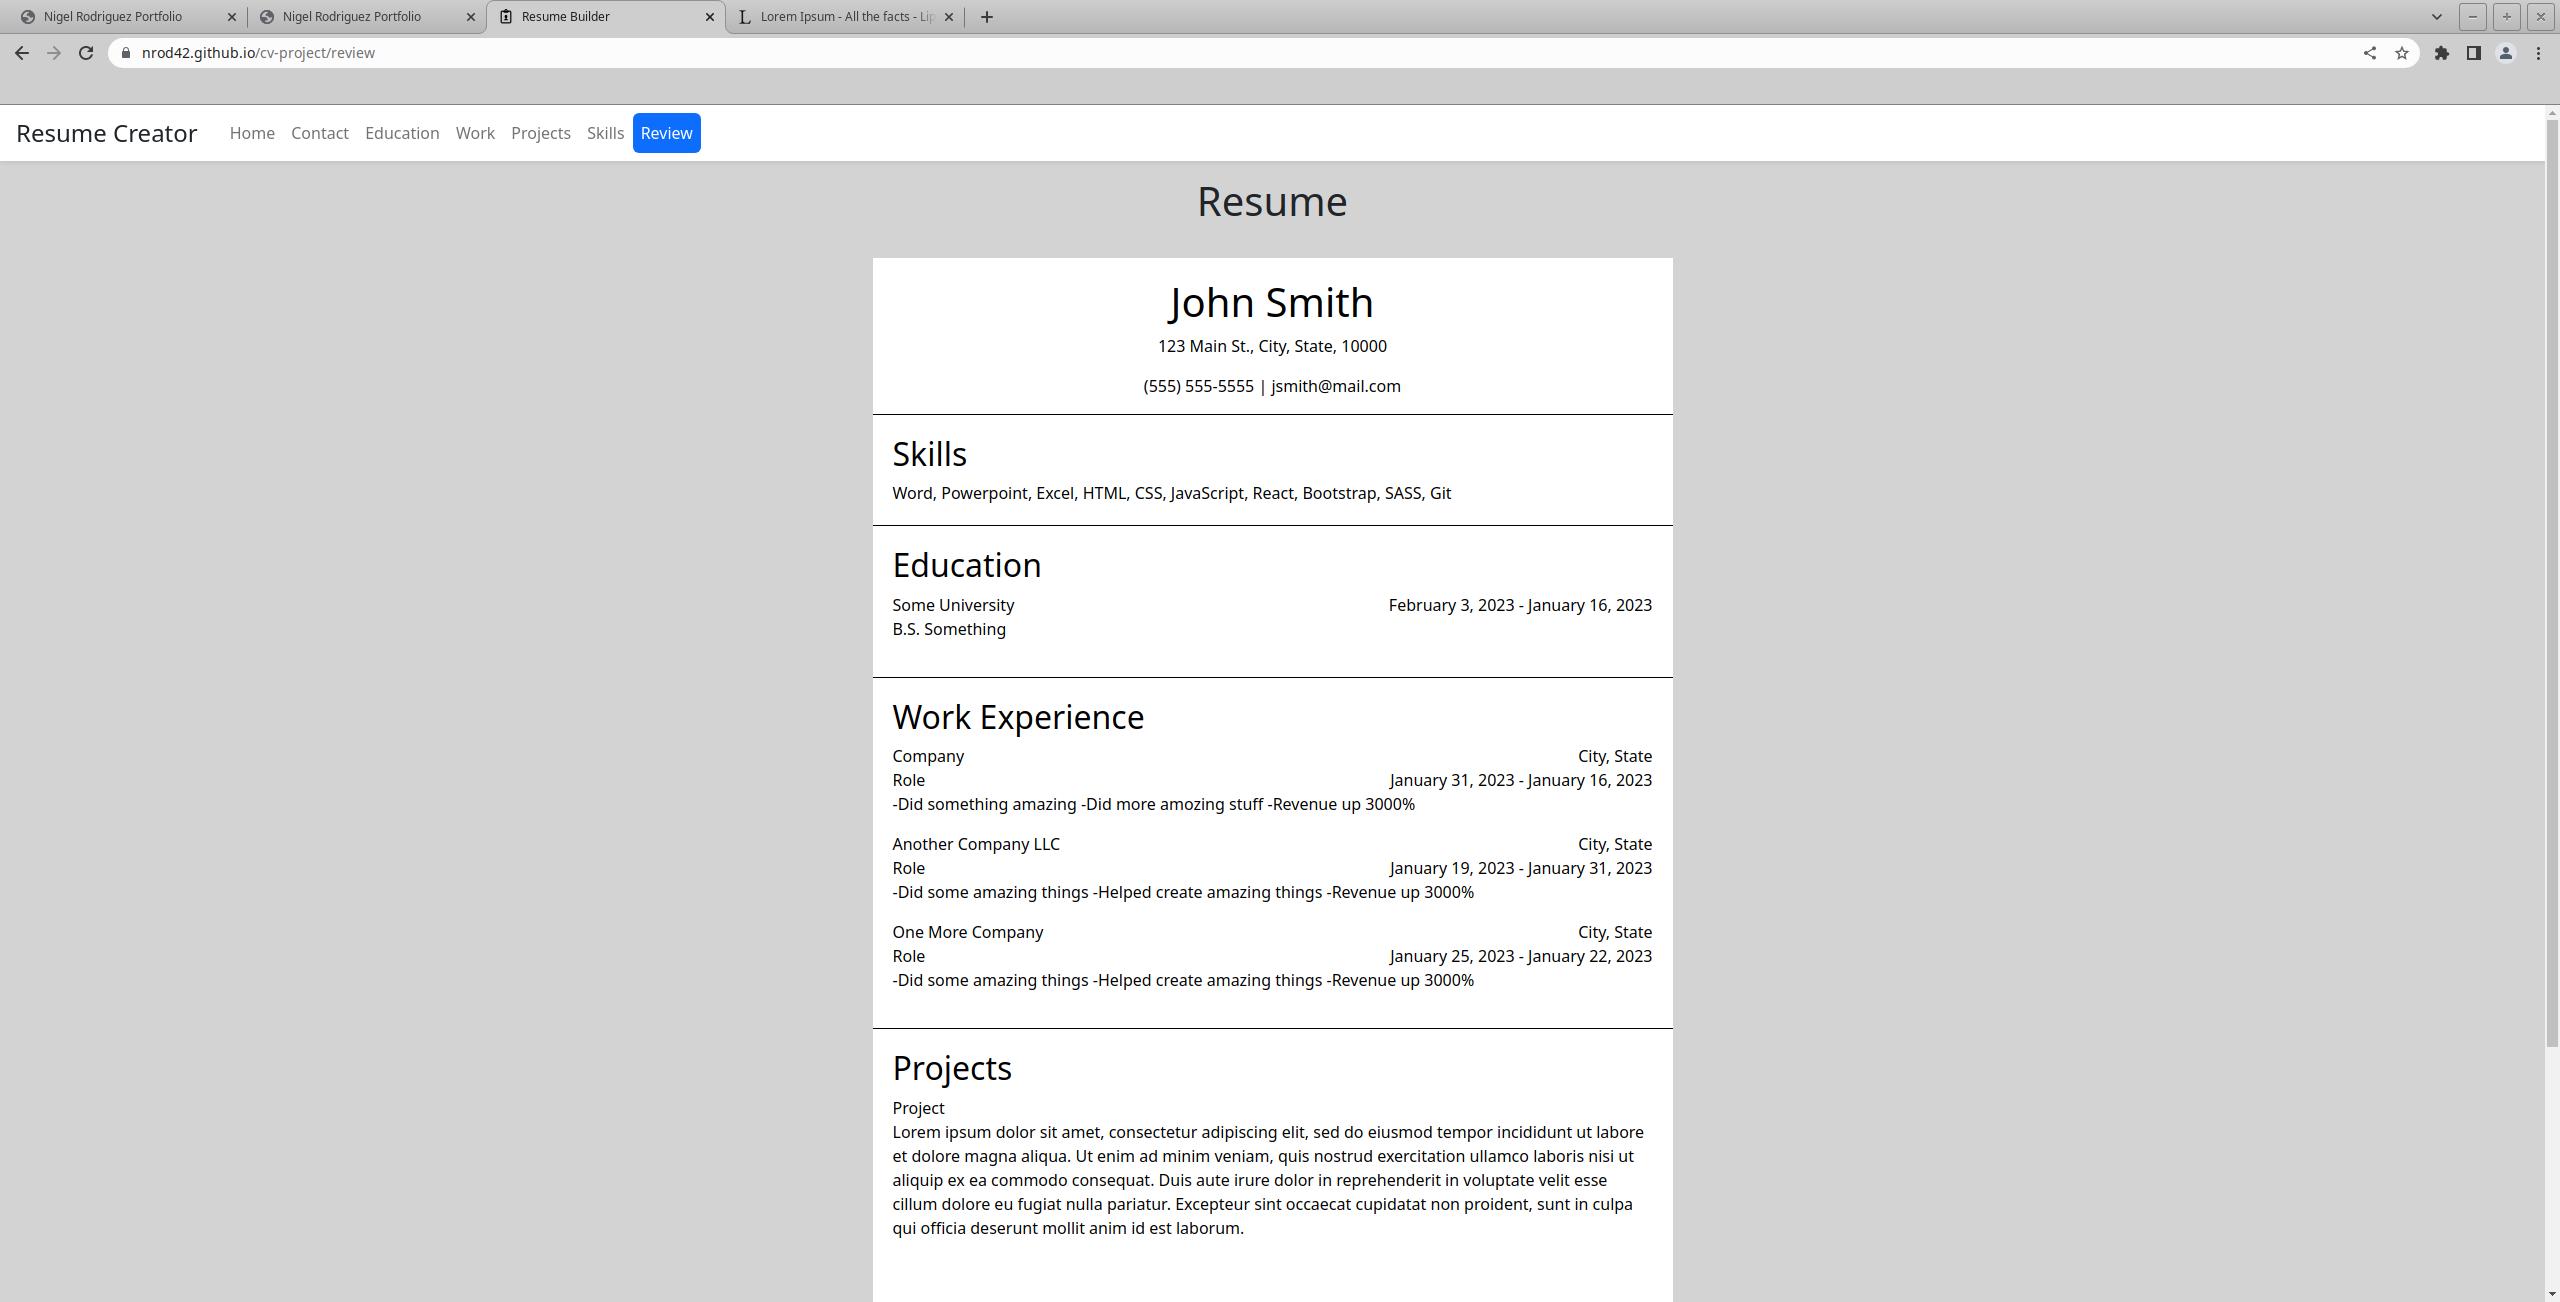 Nigel Rodriguez Portfolio
Nigel Rodriguez Portfolio
Resume Builder
Lorem Ipsum - All the facts - Lip
nrod42.github.io/cv-project/review
Resume Creator Home Contact Education Work Projects Skills Review
Resume
John Smith
123 Main St., City, State, 10000
(555) 555-5555 | jsmith@mail.com
Skills
Word, Powerpoint, Excel, HTML, CSS, JavaScript, React, Bootstrap, SASS, Git
Education
Some University February 3, 2023 - January 16, 2023
B.S. Something
Work Experience
Company City, State
Role January 31, 2023 - January 16, 2023
-Did something amazing -Did more amozing stuff -Revenue up 3000%
Another Company LLC City, State
Role January 19, 2023 - January 31, 2023
-Did some amazing things -Helped create amazing things -Revenue up 3000%
One More Company City, State
Role January 25, 2023 - January 22, 2023
-Did some amazing things -Helped create amazing things -Revenue up 3000%
Projects
Project
Lorem ipsum dolor sit amet, consectetur adipiscing elit, sed do eiusmod tempor incididunt ut labore
et dolore magna aliqua. Ut enim ad minim veniam, quis nostrud exercitation ullamco laboris nisi ut
aliquip ex ea commodo consequat. Duis aute irure dolor in reprehenderit in voluptate velit esse
cillum dolore eu fugiat nulla pariatur. Excepteur sint occaecat cupidatat non proident, sunt in culpa
qui officia deserunt mollit anim id est laborum.